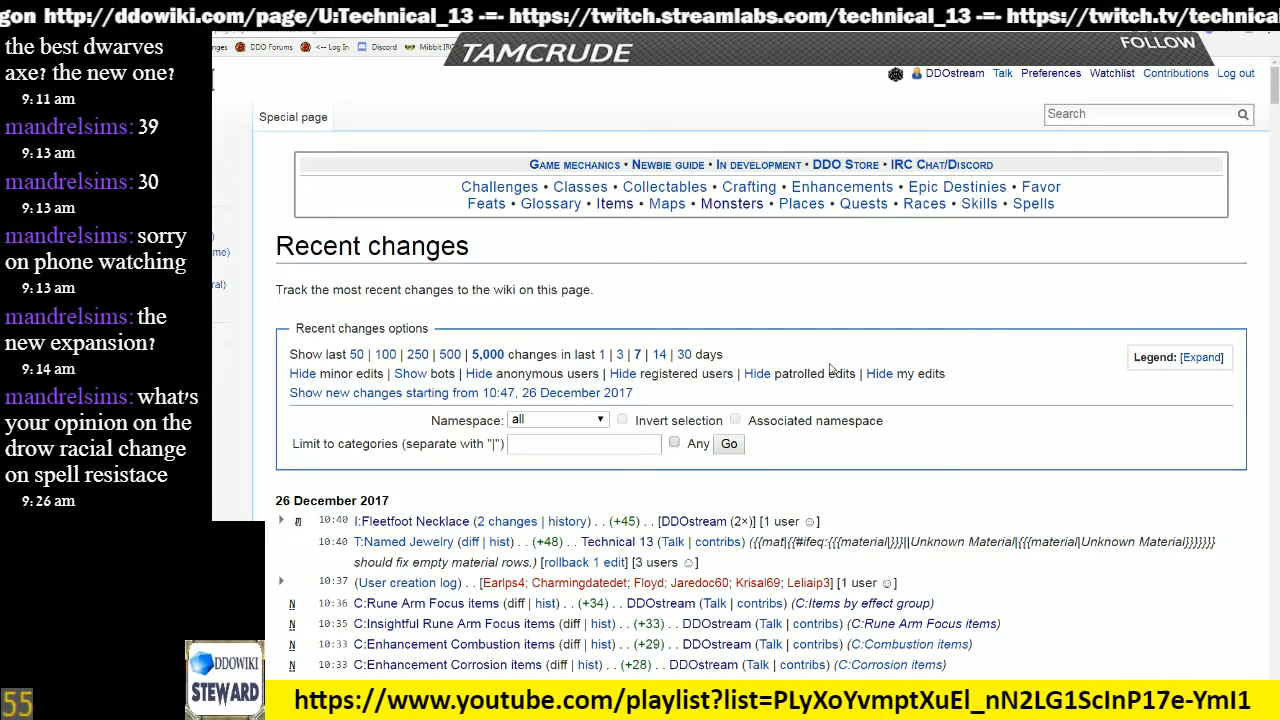 gon http://ddowiki.com/page/U:Technical_13 -=- https://twitch.streamlabs.com/technical_13 -=- https://twitch.tv/technical
the best dwarves
axe? the new one?
9:11 am
mandrelsims: 39
9:13 am
mandrelsims: 30
9:13 am
mandrelsims: sorry
on phone watching
9:13 am
mandrelsims: the
new expansion?
9:14 am
mandrelsims: what's
your opinion on the
drow racial change
on spell resistace
9:26 am
55
nges DDO Forums <-- Log In Discord Mibbit IRC
TAMCRUDE
FOLLOW
DDOstream Talk Preferences Watchlist Contributions Log out
Special page
Search
me)
ral)
Game mechanics • Newbie guide • In development • DDO Store • IRC Chat/Discord
Challenges • Classes • Collectables • Crafting • Enhancements • Epic Destinies • Favor
Feats • Glossary • Items • Maps • Monsters • Places • Quests • Races • Skills • Spells
Recent changes
Track the most recent changes to the wiki on this page.
Recent changes options
Show last 50 | 100 | 250 | 500 | 5,000 changes in last 1 | 3 | 7 | 14 | 30 days
Legend: [Expand]
Hide minor edits | Show bots | Hide anonymous users | Hide registered users | Hide patrolled edits | Hide my edits
Show new changes starting from 10:47, 26 December 2017
Namespace: all Invert selection Associated namespace
Limit to categories (separate with "|") Any Go
26 December 2017
m 10:40 I:Fleetfoot Necklace (2 changes | history) . . (+45) . . [DDOstream (2×)] [1 user ☺]
10:40 T:Named Jewelry (diff | hist) . . (+48) . . Technical 13 (Talk | contribs) ({{{mat|{{#ifeq:{{{material|}}}||Unknown Material|{{{material|Unknown Material}}}}}}}
should fix empty material rows.) [rollback 1 edit] [3 users ☺]
10:37 (User creation log) . . [Earlps4; Charmingdatedet; Floyd; Jaredoc60; Krisal69; Leliaip3] [1 user ☺]
N 10:36 C:Rune Arm Focus items (diff | hist) . . (+34) . . DDOstream (Talk | contribs) (C:Items by effect group)
N 10:35 C:Insightful Rune Arm Focus items (diff | hist) . . (+33) . . DDOstream (Talk | contribs) (C:Rune Arm Focus items)
N 10:33 C:Enhancement Combustion items (diff | hist) . . (+29) . . DDOstream (Talk | contribs) (C:Combustion items)
N 10:33 C:Enhancement Corrosion items (diff | hist) . . (+28) . . DDOstream (Talk | contribs) (C:Corrosion items)
DDOWIKI
STEWARD
https://www.youtube.com/playlist?list=PLyXoYvmptXuEl_nN2LG1ScInP17e-YmI1